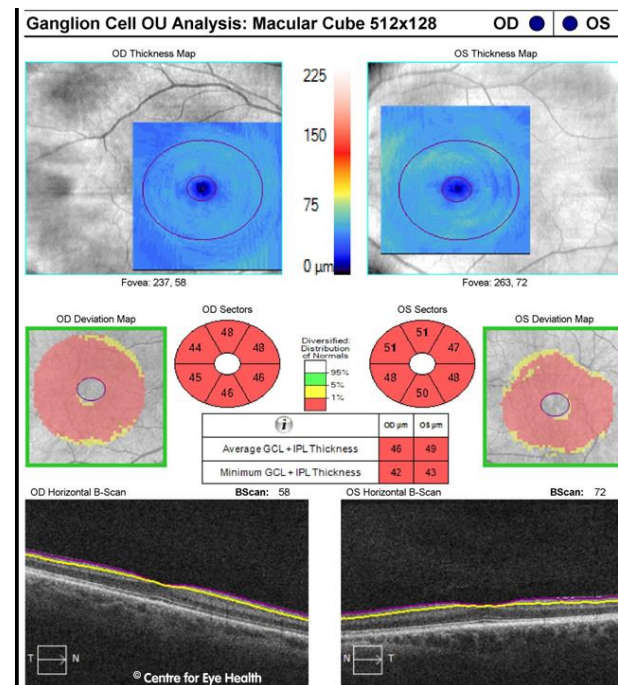 Ganglion Cell OU Analysis: Macular Cube 512x128 OD OS
OD Thickness Map
OS Thickness Map
225
150
75
0 µm
Fovea: 237, 58
Fovea: 263, 72
OD Deviation Map
OD Sectors
OS Sectors
OS Deviation Map
48
44 48
45 46
46
Diversified:
Distribution
of Normals
95%
5%
1%
51
51 47
48 48
50
OD µm OS µm
Average GCL + IPL Thickness 46 49
Minimum GCL + IPL Thickness 42 43
OD Horizontal B-Scan BScan: 58
OS Horizontal B-Scan BScan: 72
T N
© Centre for Eye Health
T N